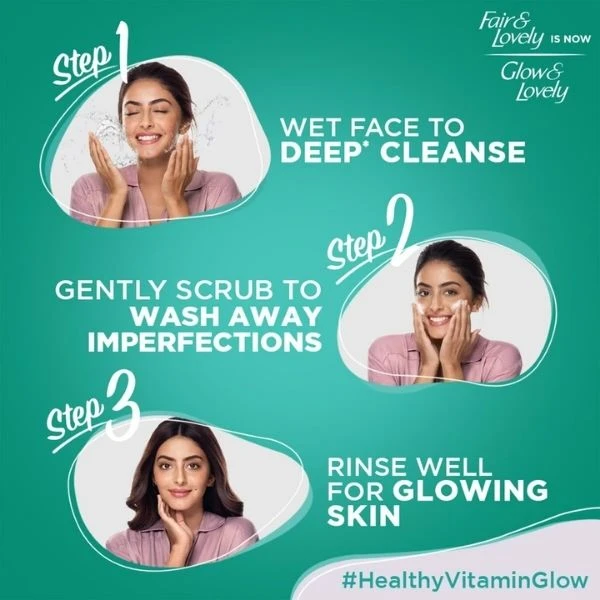 Fair &
Lovely IS NOW
Glow &
Lovely
Step 1
WET FACE TO
DEEP* CLEANSE
Step 2
GENTLY SCRUB TO
WASH AWAY
IMPERFECTIONS
Step 3
RINSE WELL
FOR GLOWING
SKIN
#HealthyVitaminGlow